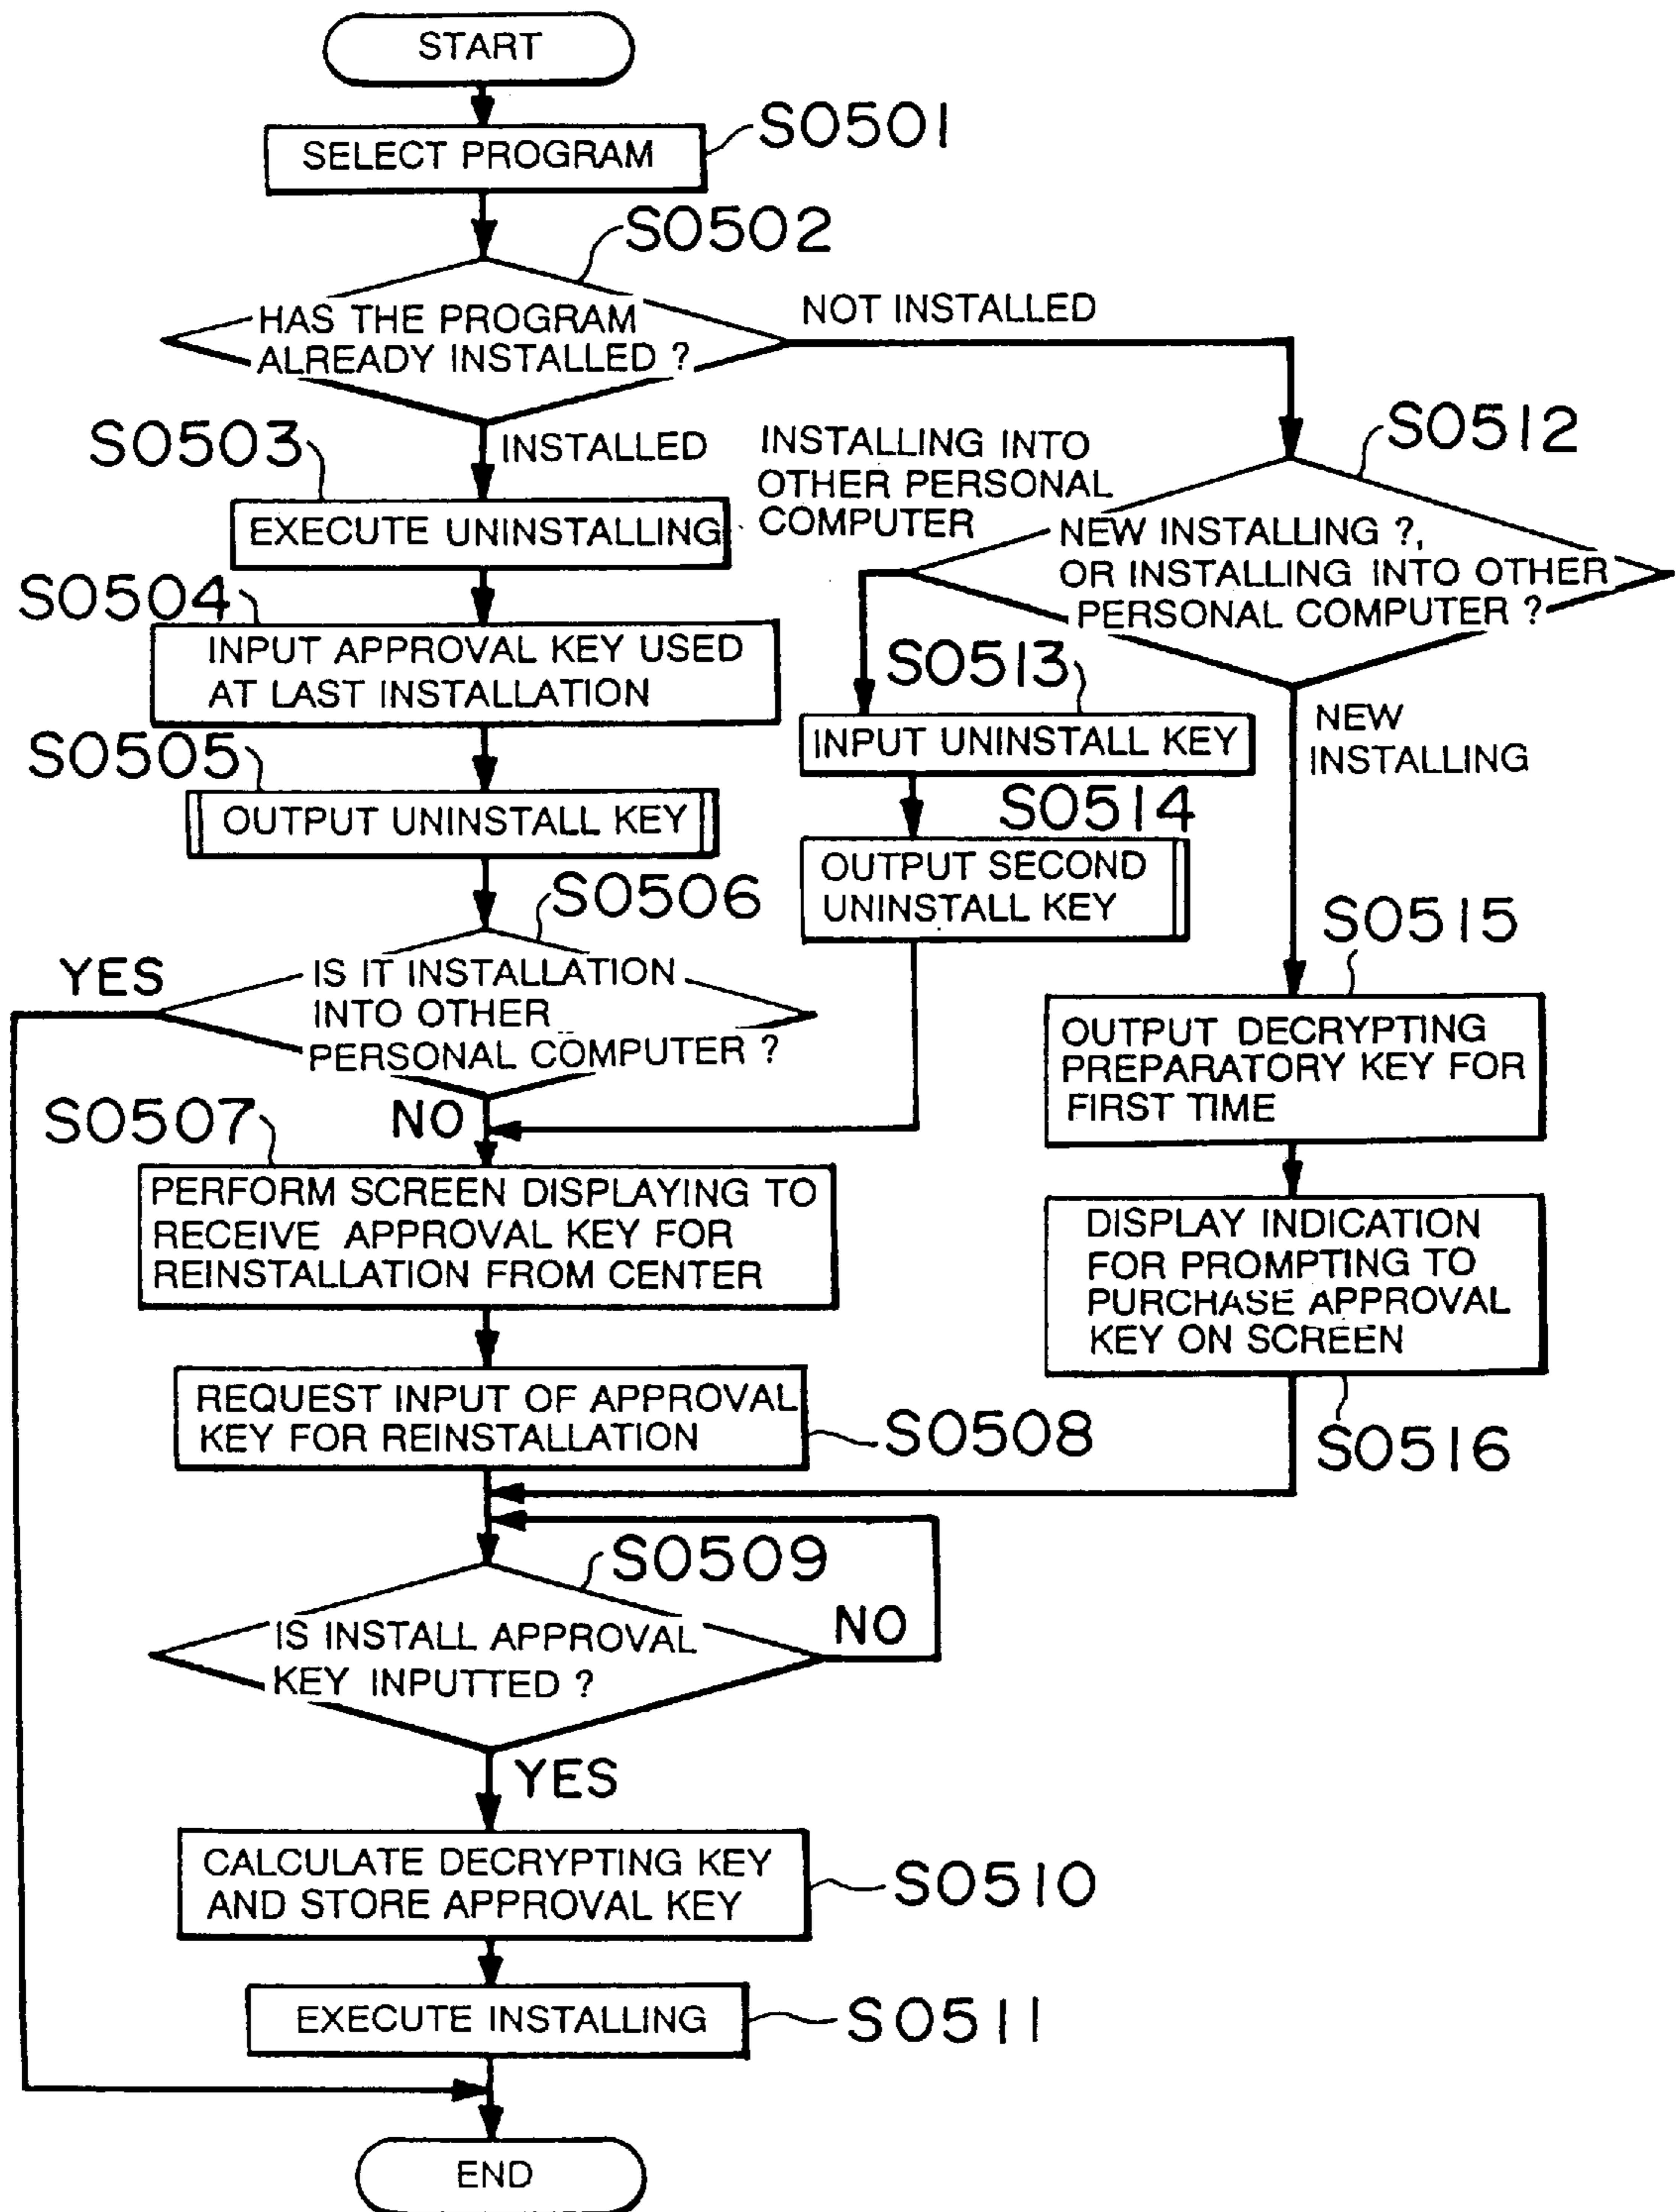 START
SELECT PROGRAM
S0501
S0502
HAS THE PROGRAM
ALREADY INSTALLED ?
NOT INSTALLED
INSTALLED
S0503
EXECUTE UNINSTALLING
S0504
INPUT APPROVAL KEY USED
AT LAST INSTALLATION
S0505
OUTPUT UNINSTALL KEY
S0506
IS IT INSTALLATION
INTO OTHER
PERSONAL COMPUTER ?
YES
NO
INSTALLING INTO
OTHER PERSONAL
COMPUTER
S0512
NEW INSTALLING ?,
OR INSTALLING INTO OTHER
PERSONAL COMPUTER ?
S0513
INPUT UNINSTALL KEY
S0514
OUTPUT SECOND
UNINSTALL KEY
NEW
INSTALLING
S0515
OUTPUT DECRYPTING
PREPARATORY KEY FOR
FIRST TIME
DISPLAY INDICATION
FOR PROMPTING TO
PURCHASE APPROVAL
KEY ON SCREEN
S0516
S0507
PERFORM SCREEN DISPLAYING TO
RECEIVE APPROVAL KEY FOR
REINSTALLATION FROM CENTER
REQUEST INPUT OF APPROVAL
KEY FOR REINSTALLATION
S0508
S0509
IS INSTALL APPROVAL
KEY INPUTTED ?
NO
YES
CALCULATE DECRYPTING KEY
AND STORE APPROVAL KEY
S0510
EXECUTE INSTALLING
S0511
END